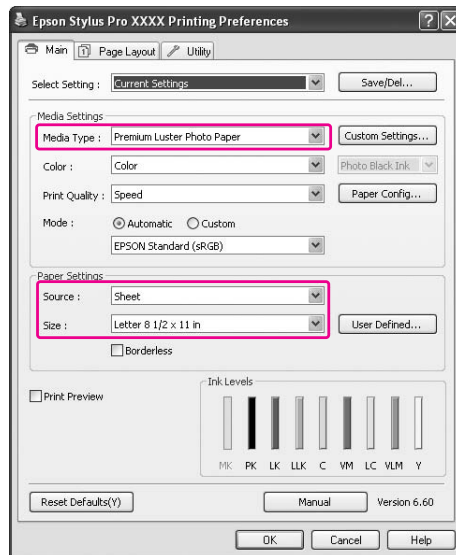 Epson Stylus Pro XXXX Printing Preferences
Main Page Layout Utility
Select Setting : Current Settings Save/Del...
Media Settings
Media Type : Premium Luster Photo Paper Custom Settings...
Color : Color Photo Black Ink
Print Quality : Speed Paper Config...
Mode : Automatic Custom
EPSON Standard (sRGB)
Paper Settings
Source : Sheet
Size : Letter 8 1/2 x 11 in User Defined...
Borderless
Print Preview
Ink Levels
MK PK LK LLK C VM LC VLM Y
Reset Defaults(Y) Manual Version 6.60
OK Cancel Help